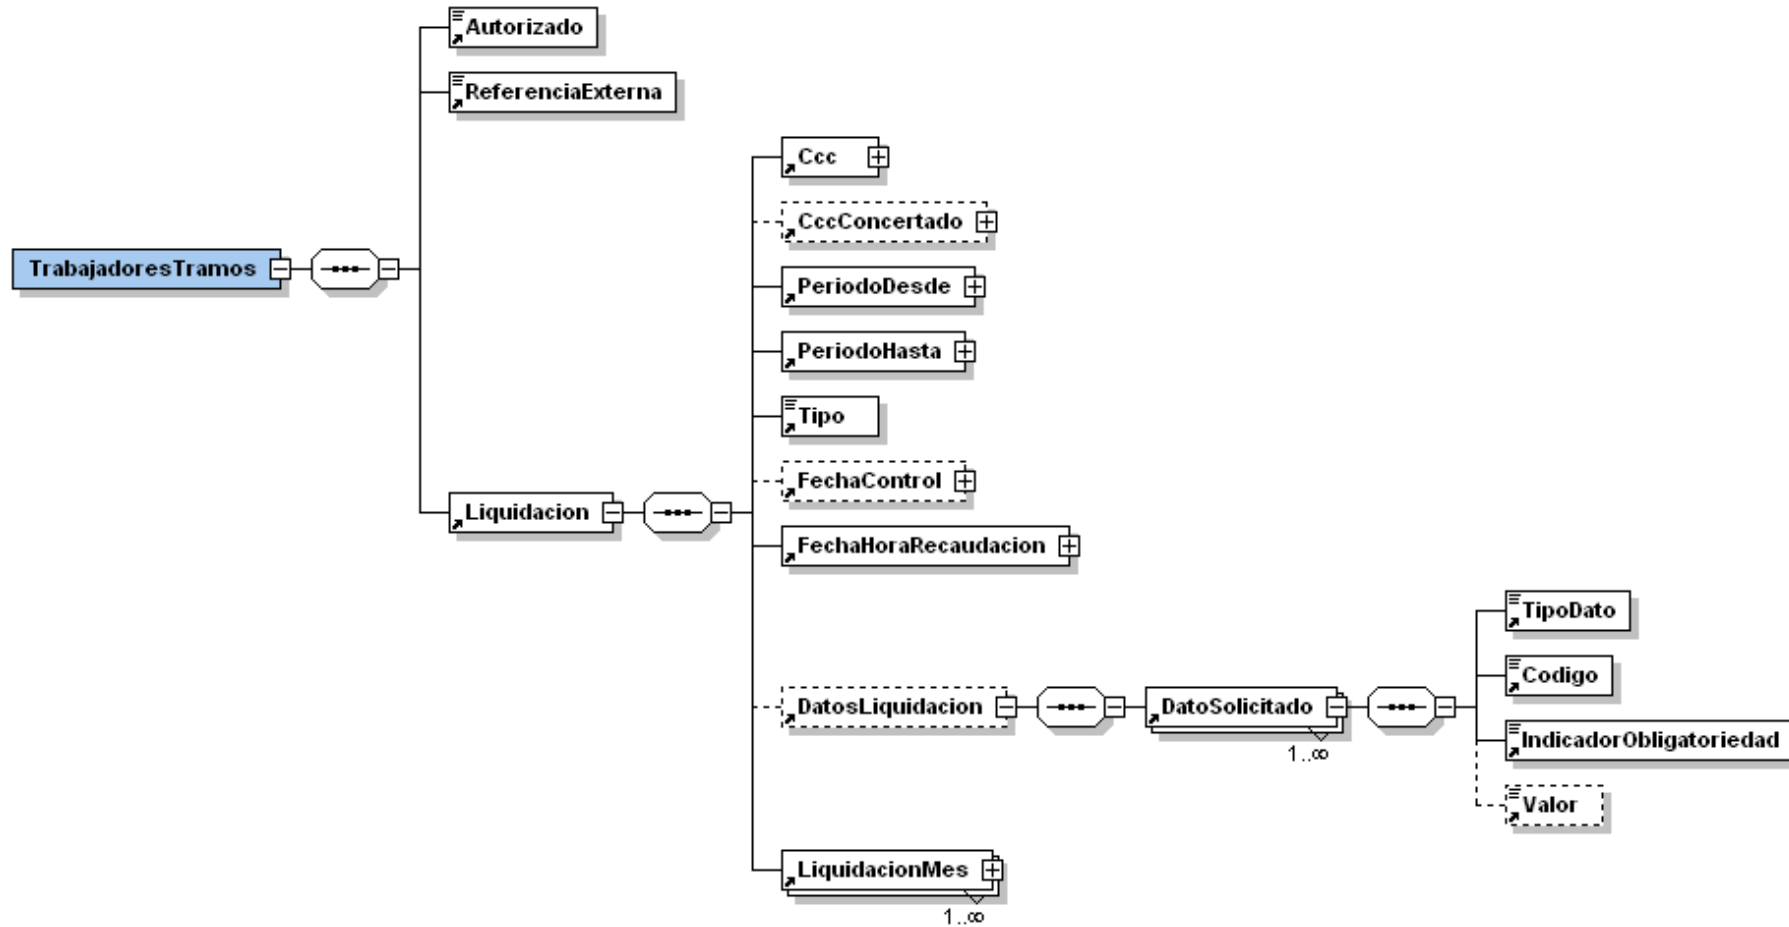 Autorizado
ReferenciaExterna
Ccc
CccConcertado
TrabajadoresTramos
PeriodoDesde
PeriodoHasta
Tipo
FechaControl
Liquidacion
FechaHoraRecaudacion
TipoDato
Codigo
DatosLiquidacion
DatoSolicitado
1..∞
IndicadorObligatoriedad
Valor
LiquidacionMes
1..∞